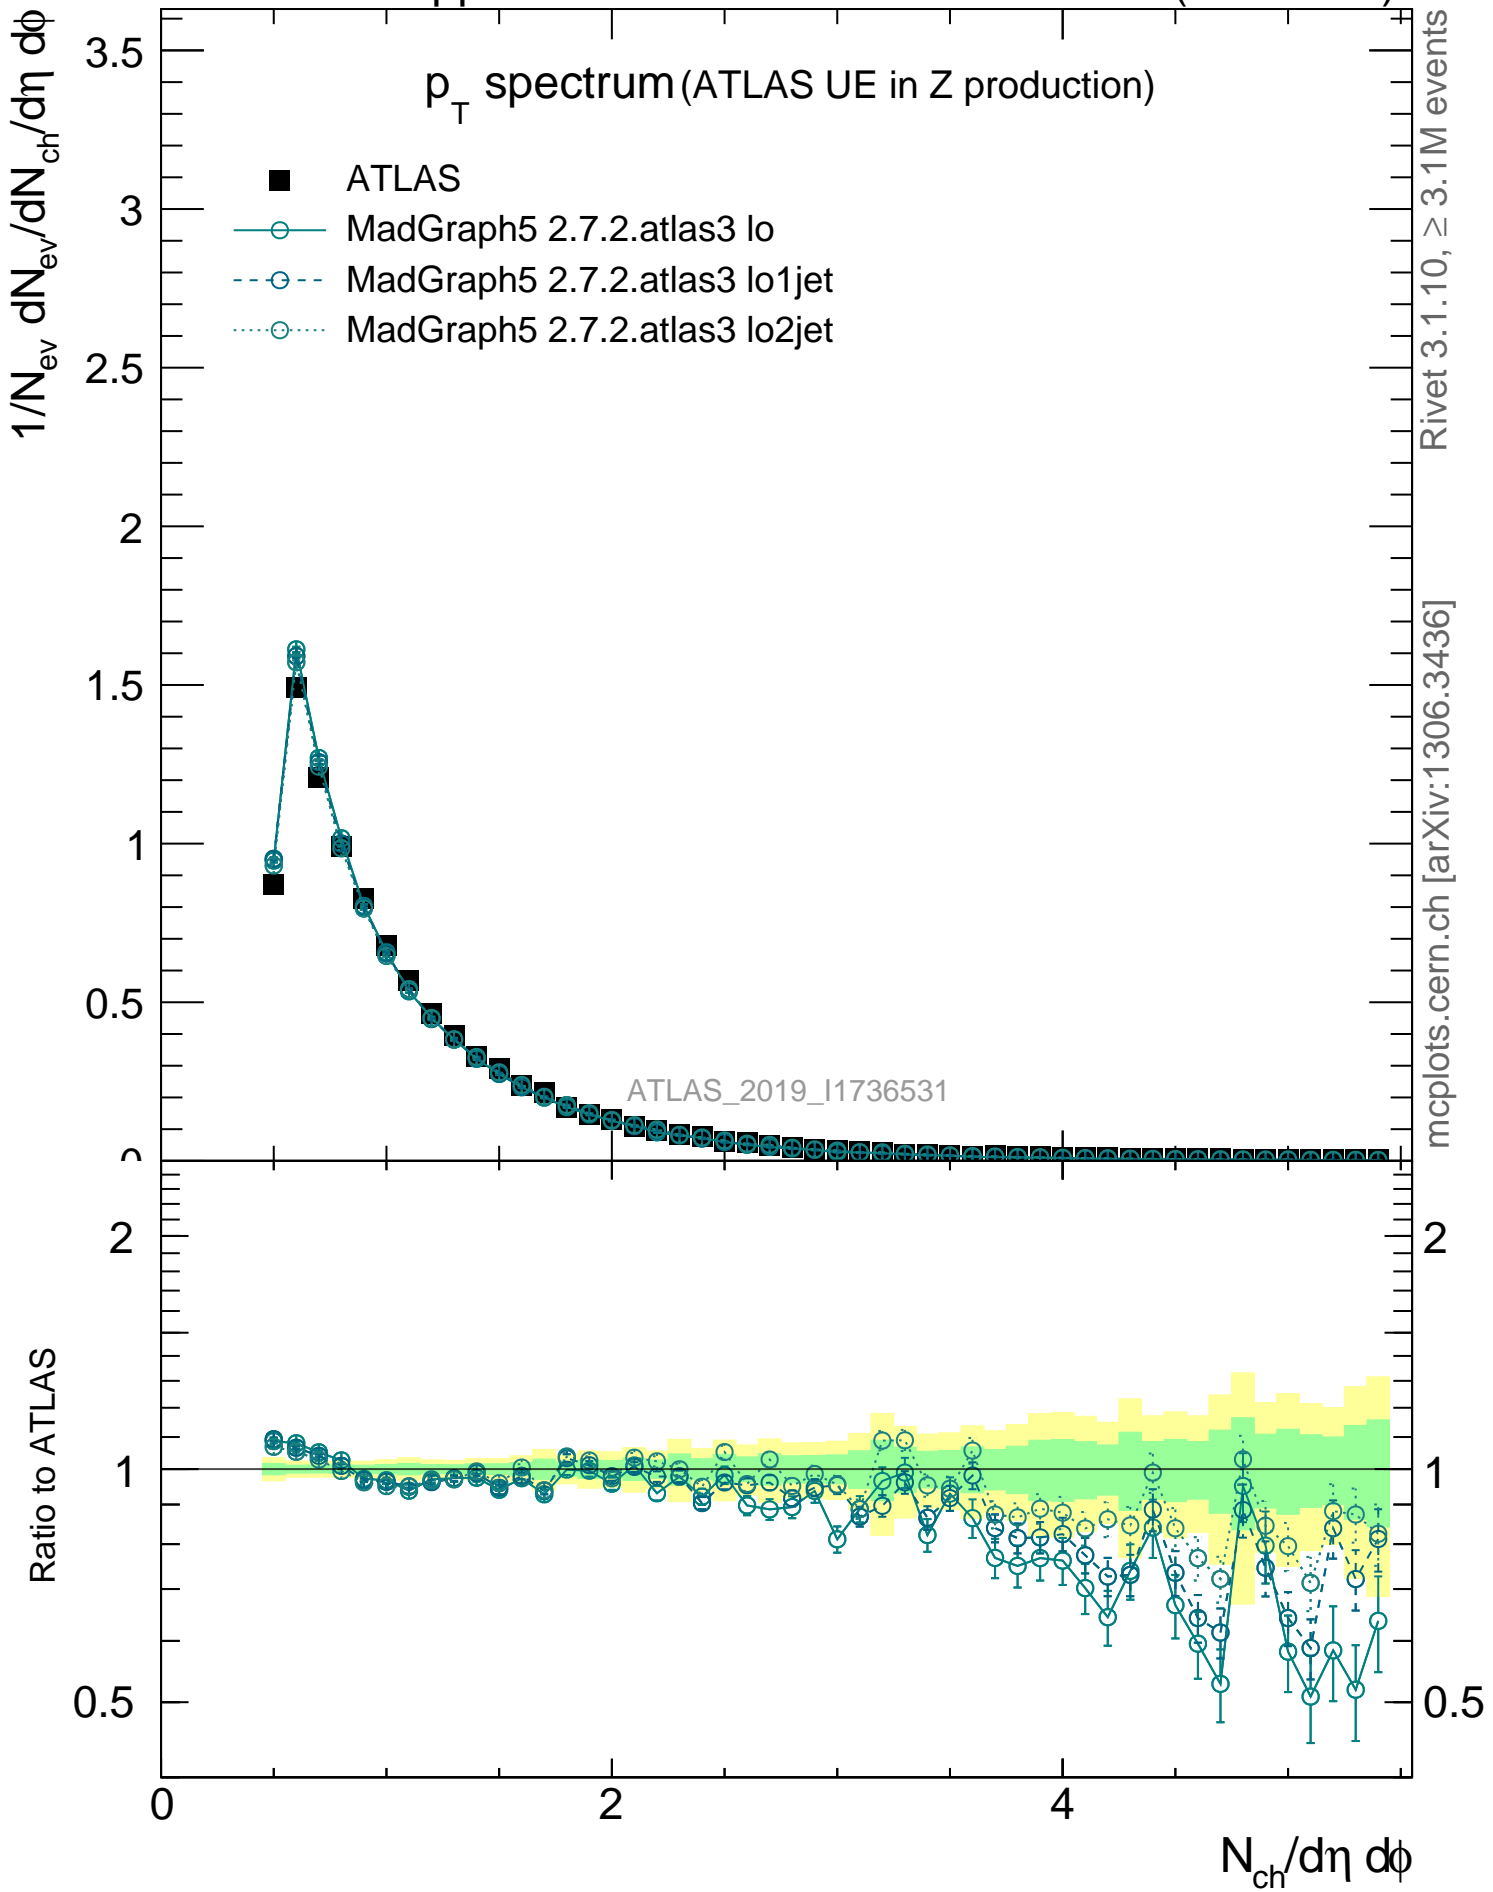 pp
p_T spectrum (ATLAS UE in Z production)
ATLAS
MadGraph5 2.7.2.atlas3 lo
MadGraph5 2.7.2.atlas3 lo1jet
MadGraph5 2.7.2.atlas3 lo2jet
1/N_ev dN_ev/dN_ch/dη dϕ
3.5
3
2.5
2
1.5
1
0.5
0
ATLAS_2019_I1736531
Rivet 3.1.10, ≥ 3.1M events
mcplots.cern.ch [arXiv:1306.3436]
Ratio to ATLAS
2
1
0.5
2
1
0.5
0
2
4
N_ch/dη dϕ